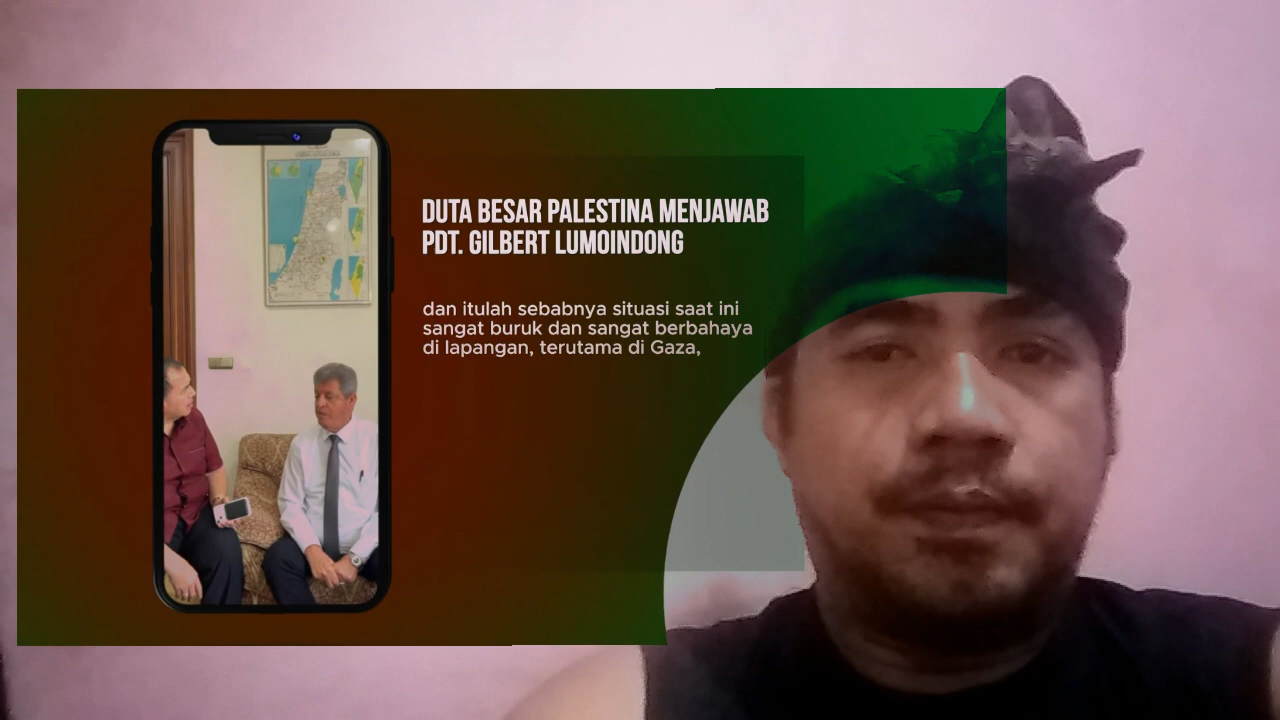 DUTA BESAR PALESTINA MENJAWAB
PDT. GILBERT LUMOINDONG
dan itulah sebabnya situasi saat ini
sangat buruk dan sangat berbahaya
di lapangan, terutama di Gaza,